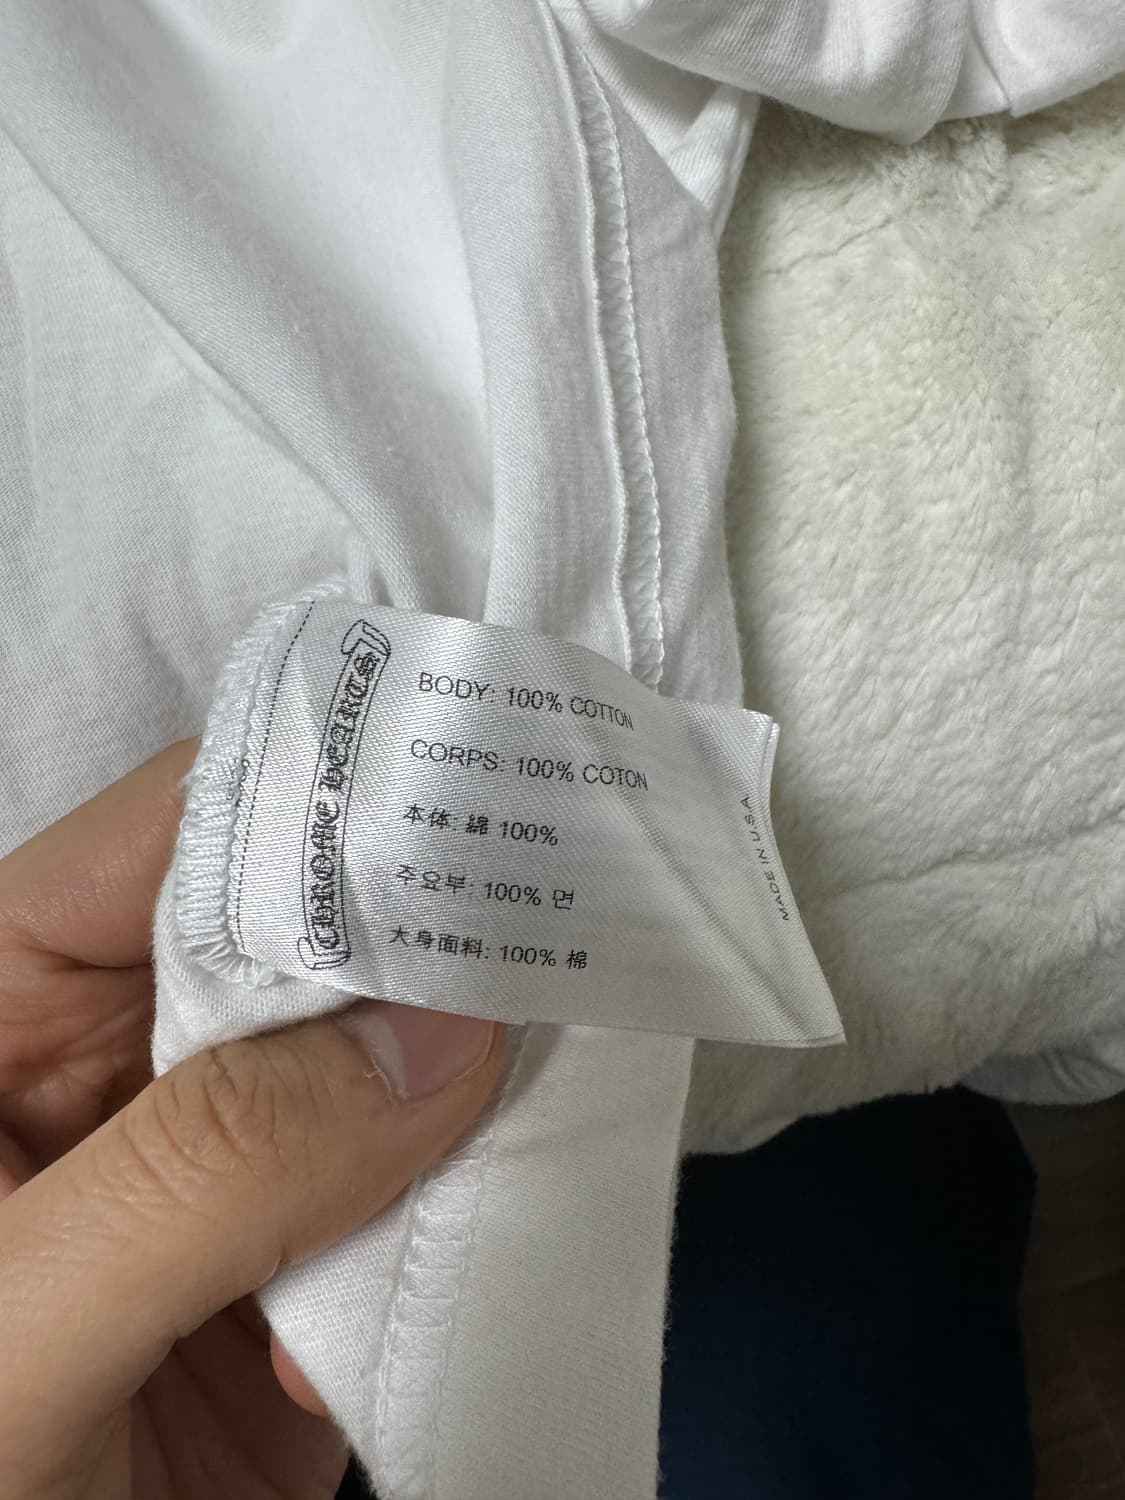 CHROME HEARTS
BODY: 100% COTTON
CORPS: 100% COTON
本体: 綿 100%
주요부: 100% 면
大身面料: 100% 棉
MADE IN U.S.A